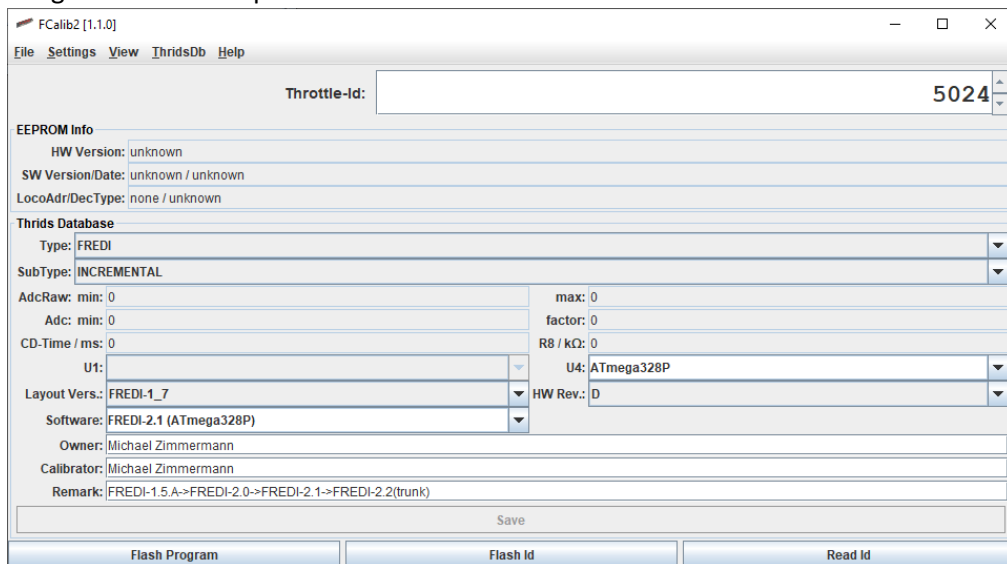 FCalib2 [1.1.0]
File Settings View ThridsDb Help
Throttle-Id: 5024
EEPROM Info
HW Version: unknown
SW Version/Date: unknown / unknown
LocoAdr/DecType: none / unknown
Thrids Database
Type: FREDI
SubType: INCREMENTAL
AdcRaw: min: 0 max: 0
Adc: min: 0 factor: 0
CD-Time / ms: 0 R8 / kΩ: 0
U1: U4: ATmega328P
Layout Vers.: FREDI-1_7 HW Rev.: D
Software: FREDI-2.1 (ATmega328P)
Owner: Michael Zimmermann
Calibrator: Michael Zimmermann
Remark: FREDI-1.5.A->FREDI-2.0->FREDI-2.1->FREDI-2.2(trunk)
Save
Flash Program Flash Id Read Id